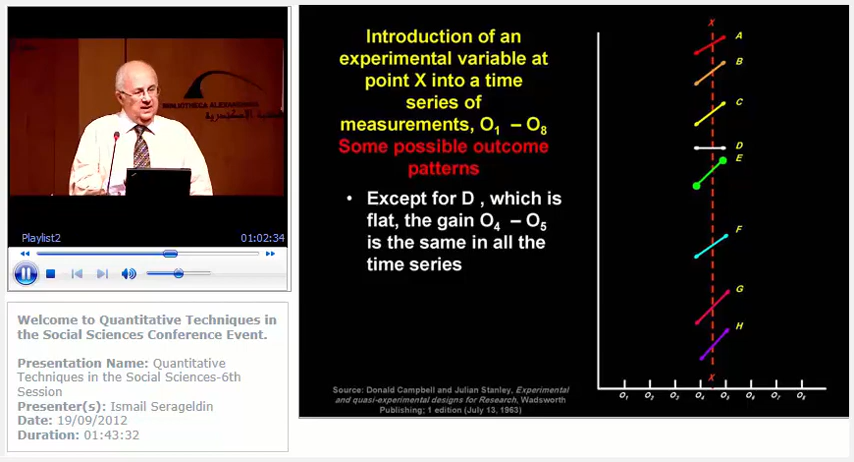 BIBLIOTHECA ALEXANDRINA
مكتبة الإسكندرية
Playlist2
01:02:34
Welcome to Quantitative Techniques in
the Social Sciences Conference Event.
Presentation Name: Quantitative
Techniques in the Social Sciences-6th
Session
Presenter(s): Ismail Serageldin
Date: 19/09/2012
Duration: 01:43:32
Introduction of an
experimental variable at
point X into a time
series of
measurements, O1 – O8
Some possible outcome
patterns
• Except for D , which is
flat, the gain O4 – O5
is the same in all the
time series
Source: Donald Campbell and Julian Stanley, Experimental
and quasi-experimental designs for Research, Wadsworth
Publishing; 1 edition (July 13, 1963)
X
A
B
C
D
E
F
G
H
X
O1 O2 O3 O4 O5 O6 O7 O8